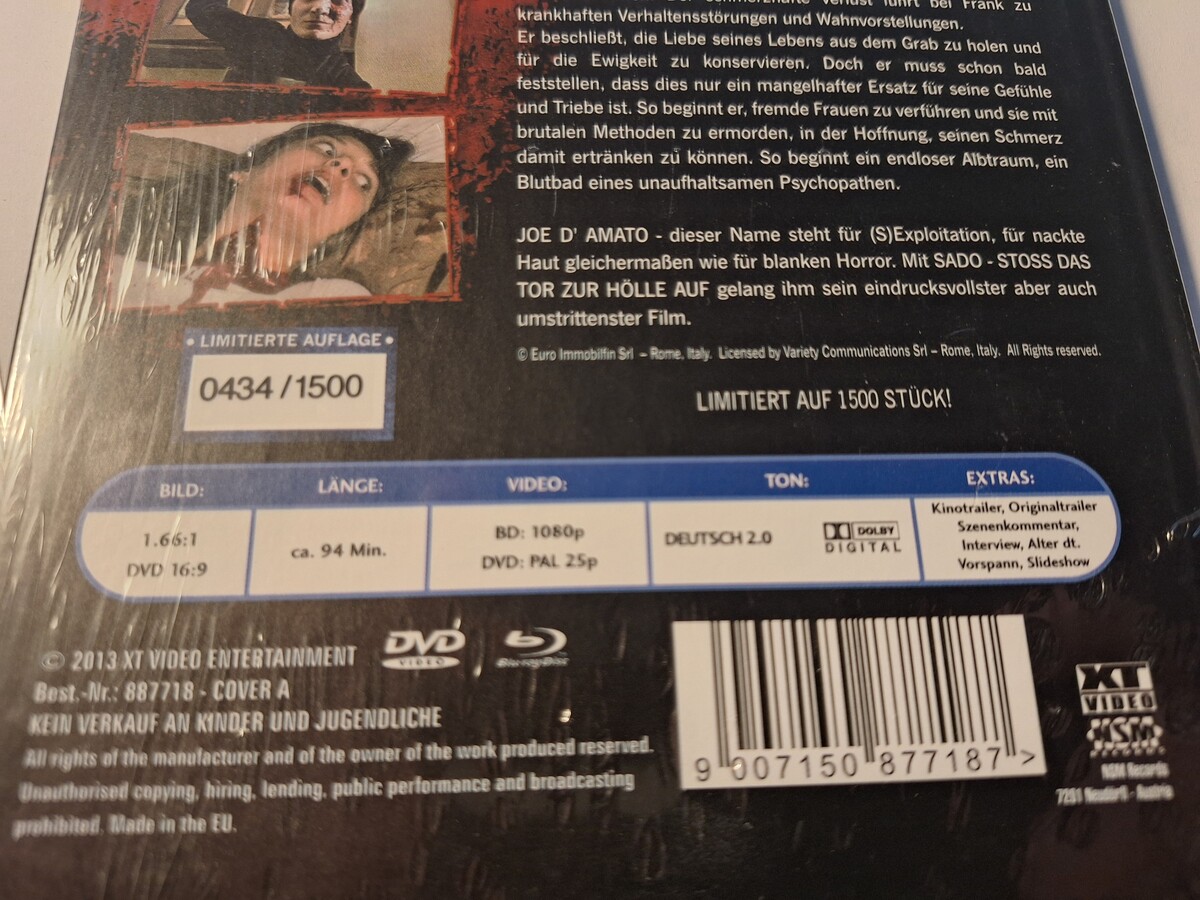 Verlust führt bei Frank zu
krankhaften Verhaltensstörungen und Wahnvorstellungen.
Er beschließt, die Liebe seines Lebens aus dem Grab zu holen und
für die Ewigkeit zu konservieren. Doch er muss schon bald
feststellen, dass dies nur ein mangelhafter Ersatz für seine Gefühle
und Triebe ist. So beginnt er, fremde Frauen zu verführen und sie mit
brutalen Methoden zu ermorden, in der Hoffnung, seinen Schmerz
damit ertränken zu können. So beginnt ein endloser Albtraum, ein
Blutbad eines unaufhaltsamen Psychopathen.
JOE D' AMATO - dieser Name steht für (S)Exploitation, für nackte
Haut gleichermaßen wie für blanken Horror. Mit SADO - STOSS DAS
TOR ZUR HÖLLE AUF gelang ihm sein eindrucksvollster aber auch
umstrittenster Film.
© Euro Immobilfin Srl – Rome, Italy. Licensed by Variety Communications Srl – Rome, Italy. All Rights reserved.
• LIMITIERTE AUFLAGE •
0434 /1500
LIMITIERT AUF 1500 STÜCK!
BILD: LÄNGE: VIDEO: TON: EXTRAS:
1.66:1
DVD 16:9
ca. 94 Min.
BD: 1080p
DVD: PAL 25p
DEUTSCH 2.0
DOLBY
DIGITAL
Kinotrailer, Originaltrailer
Szenenkommentar,
Interview, Alter dt.
Vorspann, Slideshow
© 2013 XT VIDEO ENTERTAINMENT
DVD
VIDEO
Blu-ray Disc
Best.-Nr.: 887718 - COVER A
KEIN VERKAUF AN KINDER UND JUGENDLICHE
All rights of the manufacturer and of the owner of the work produced reserved.
Unauthorised copying, hiring, lending, public performance and broadcasting
prohibited. Made in the EU.
9 007150 877187 >
XT
VIDEO
NSM
RECORDS
NSM Records
7291 Neudörfl - Austria